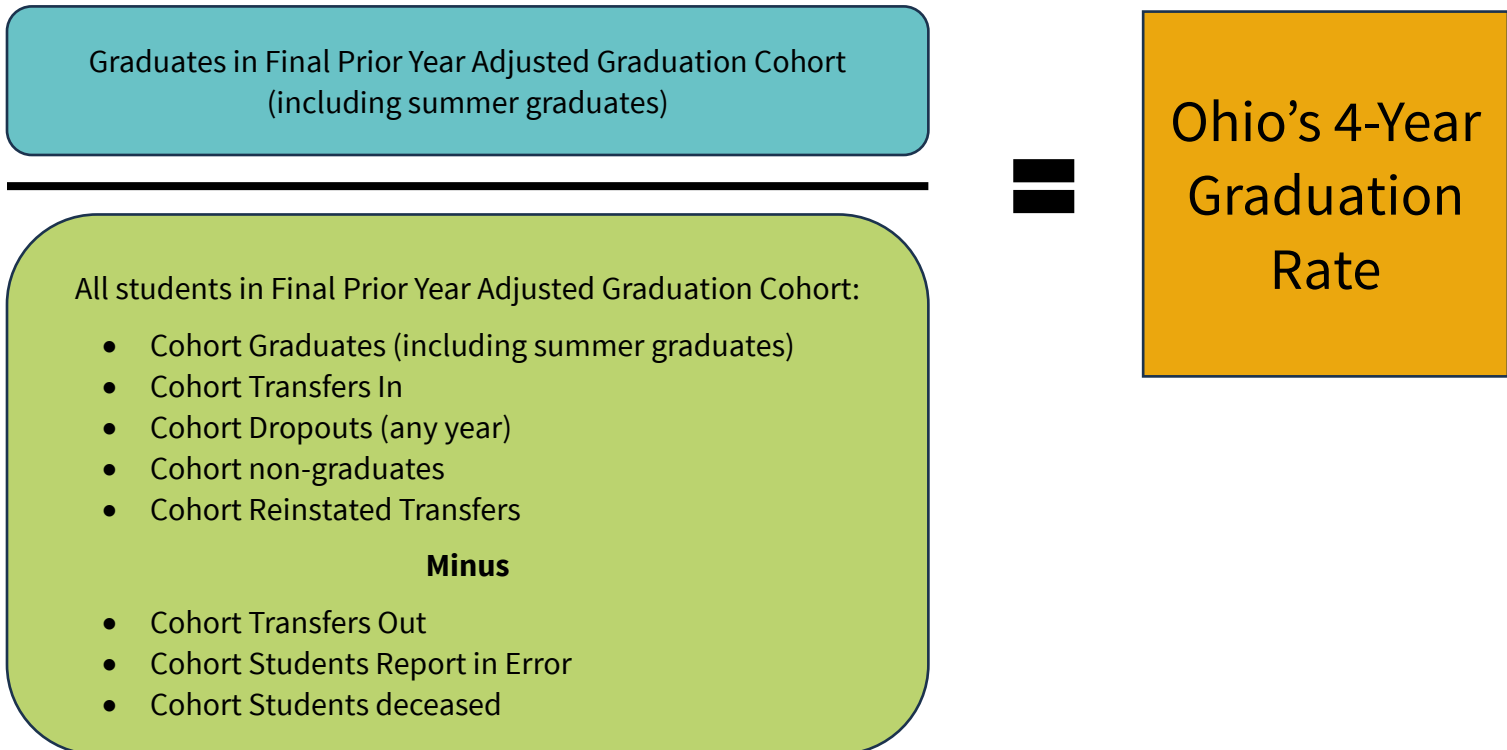 Graduates in Final Prior Year Adjusted Graduation Cohort
(including summer graduates)
All students in Final Prior Year Adjusted Graduation Cohort:
• Cohort Graduates (including summer graduates)
• Cohort Transfers In
• Cohort Dropouts (any year)
• Cohort non-graduates
• Cohort Reinstated Transfers
Minus
• Cohort Transfers Out
• Cohort Students Report in Error
• Cohort Students deceased
=
Ohio’s 4-Year
Graduation
Rate